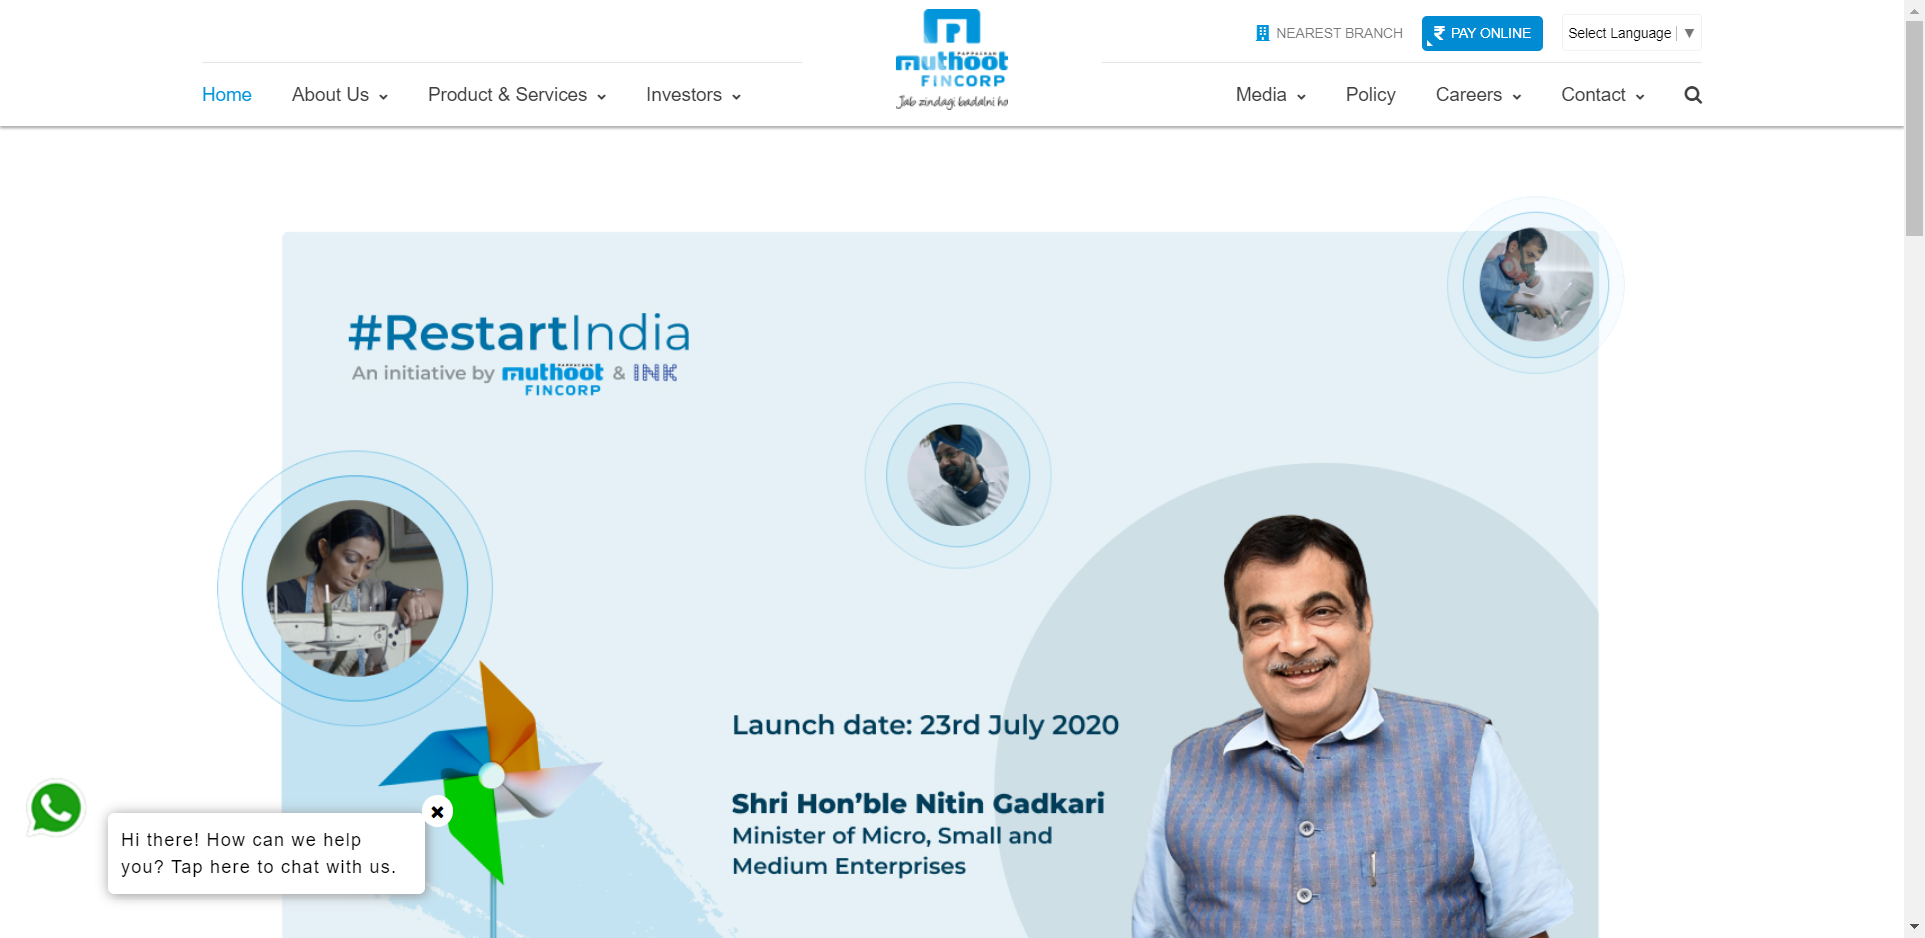 NEAREST BRANCH
PAY ONLINE
Select Language
PAPPACHAN
muthoot
FINCORP
Jab zindagi badalni ho
Home
About Us
Product & Services
Investors
Media
Policy
Careers
Contact
#RestartIndia
An initiative by muthoot FINCORP & INK
Launch date: 23rd July 2020
Shri Hon’ble Nitin Gadkari
Minister of Micro, Small and
Medium Enterprises
Hi there! How can we help
you? Tap here to chat with us.